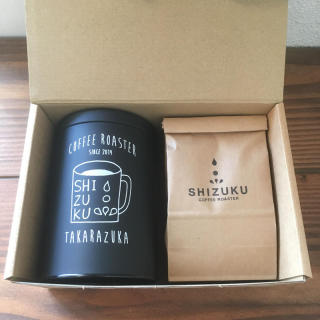 COFFEE ROASTER
SINCE 2019
SHI
ZU
KU
TAKARAZUKA
SHIZUKU
COFFEE ROASTER